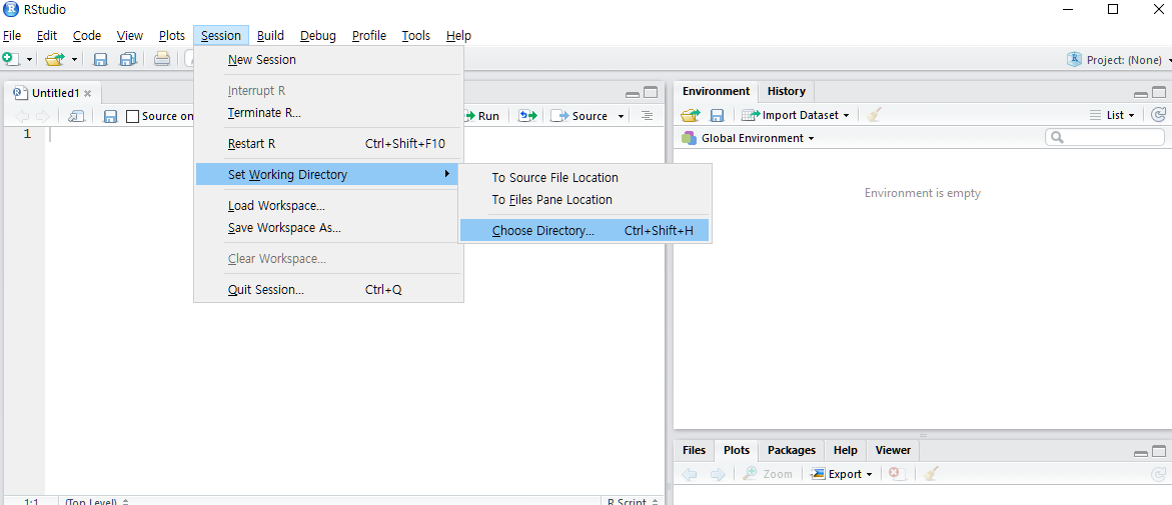 RStudio
File Edit Code View Plots Session Build Debug Profile Tools Help
Project: (None)
New Session
Interrupt R
Terminate R...
Restart R Ctrl+Shift+F10
Set Working Directory
Load Workspace...
Save Workspace As...
Clear Workspace...
Quit Session... Ctrl+Q
To Source File Location
To Files Pane Location
Choose Directory... Ctrl+Shift+H
Untitled1
Source on
Run
Source
1
1:1 (Top Level) R Script
Environment History
Import Dataset List
Global Environment
Environment is empty
Files Plots Packages Help Viewer
Zoom Export